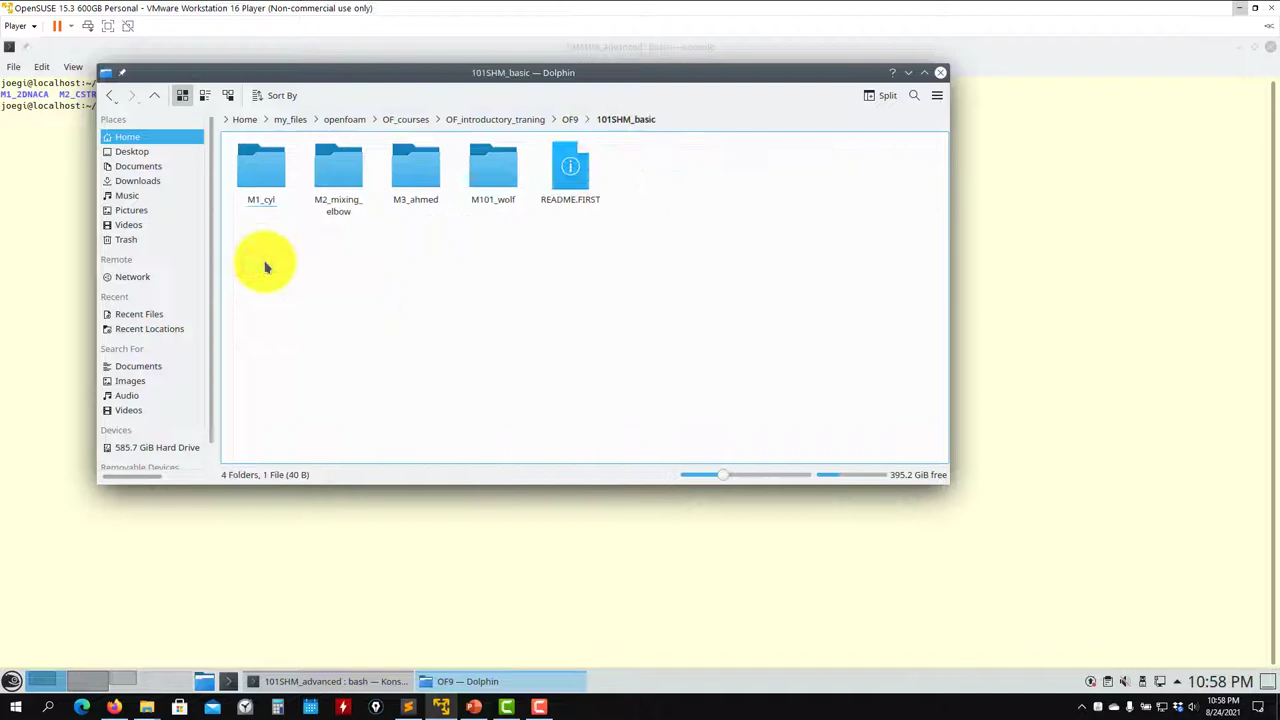 OpenSUSE 15.3 600GB Personal - VMware Workstation 16 Player (Non-commercial use only)
Player
File Edit View
joegi@localhost:~/
M1_2DNACA M2_CSTR
joegi@localhost:~/
101SHM_basic — Dolphin
Sort By
Split
Places
Home
Desktop
Documents
Downloads
Music
Pictures
Videos
Trash
Remote
Network
Recent
Recent Files
Recent Locations
Search For
Documents
Images
Audio
Videos
Devices
585.7 GiB Hard Drive
Removable Devices
Home > my_files > openfoam > OF_courses > OF_introductory_traning > OF9 > 101SHM_basic
M1_cyl
M2_mixing_
elbow
M3_ahmed
M101_wolf
README.FIRST
4 Folders, 1 File (40 B)
395.2 GiB free
101SHM_advanced : bash — Kons...
OF9 — Dolphin
10:58 PM
10:58 PM
8/24/2021